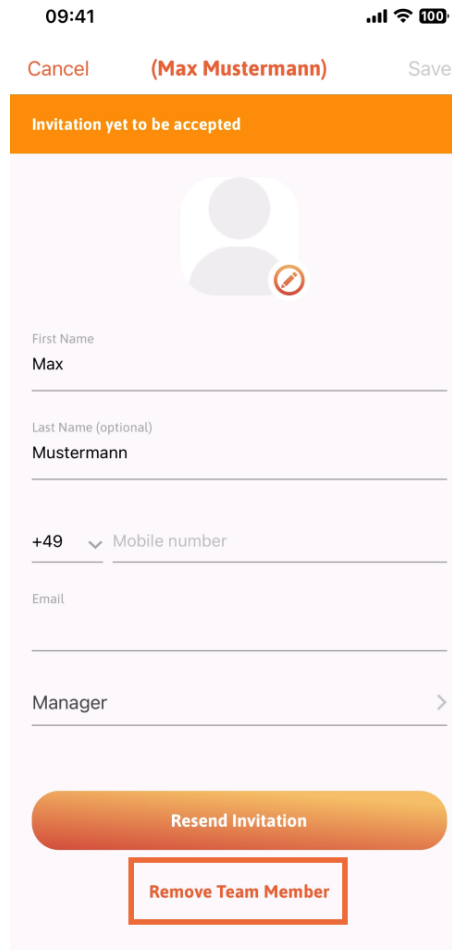 09:41
100
Cancel (Max Mustermann) Save
Invitation yet to be accepted
First Name
Max
Last Name (optional)
Mustermann
+49 Mobile number
Email
Manager
Resend Invitation
Remove Team Member